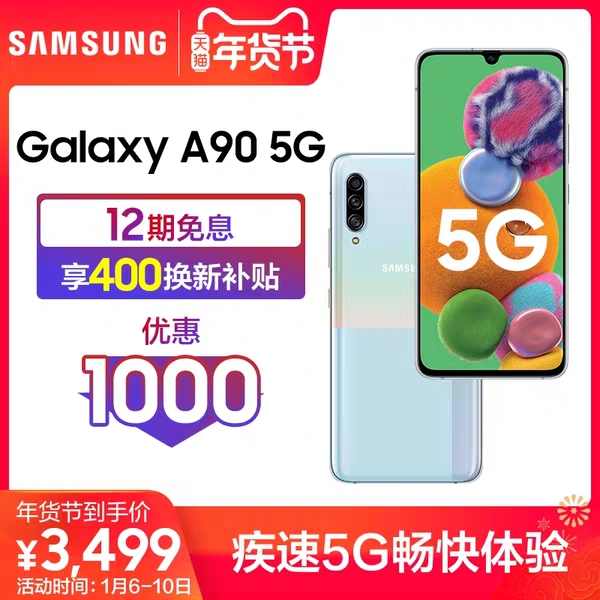 SAMSUNG
天猫 年货节
Galaxy A90 5G
12期免息
享400换新补贴
优惠
1000
5G
SAMSUNG
年货节到手价
¥3,499
活动时间:1月6-10日
疾速5G畅快体验